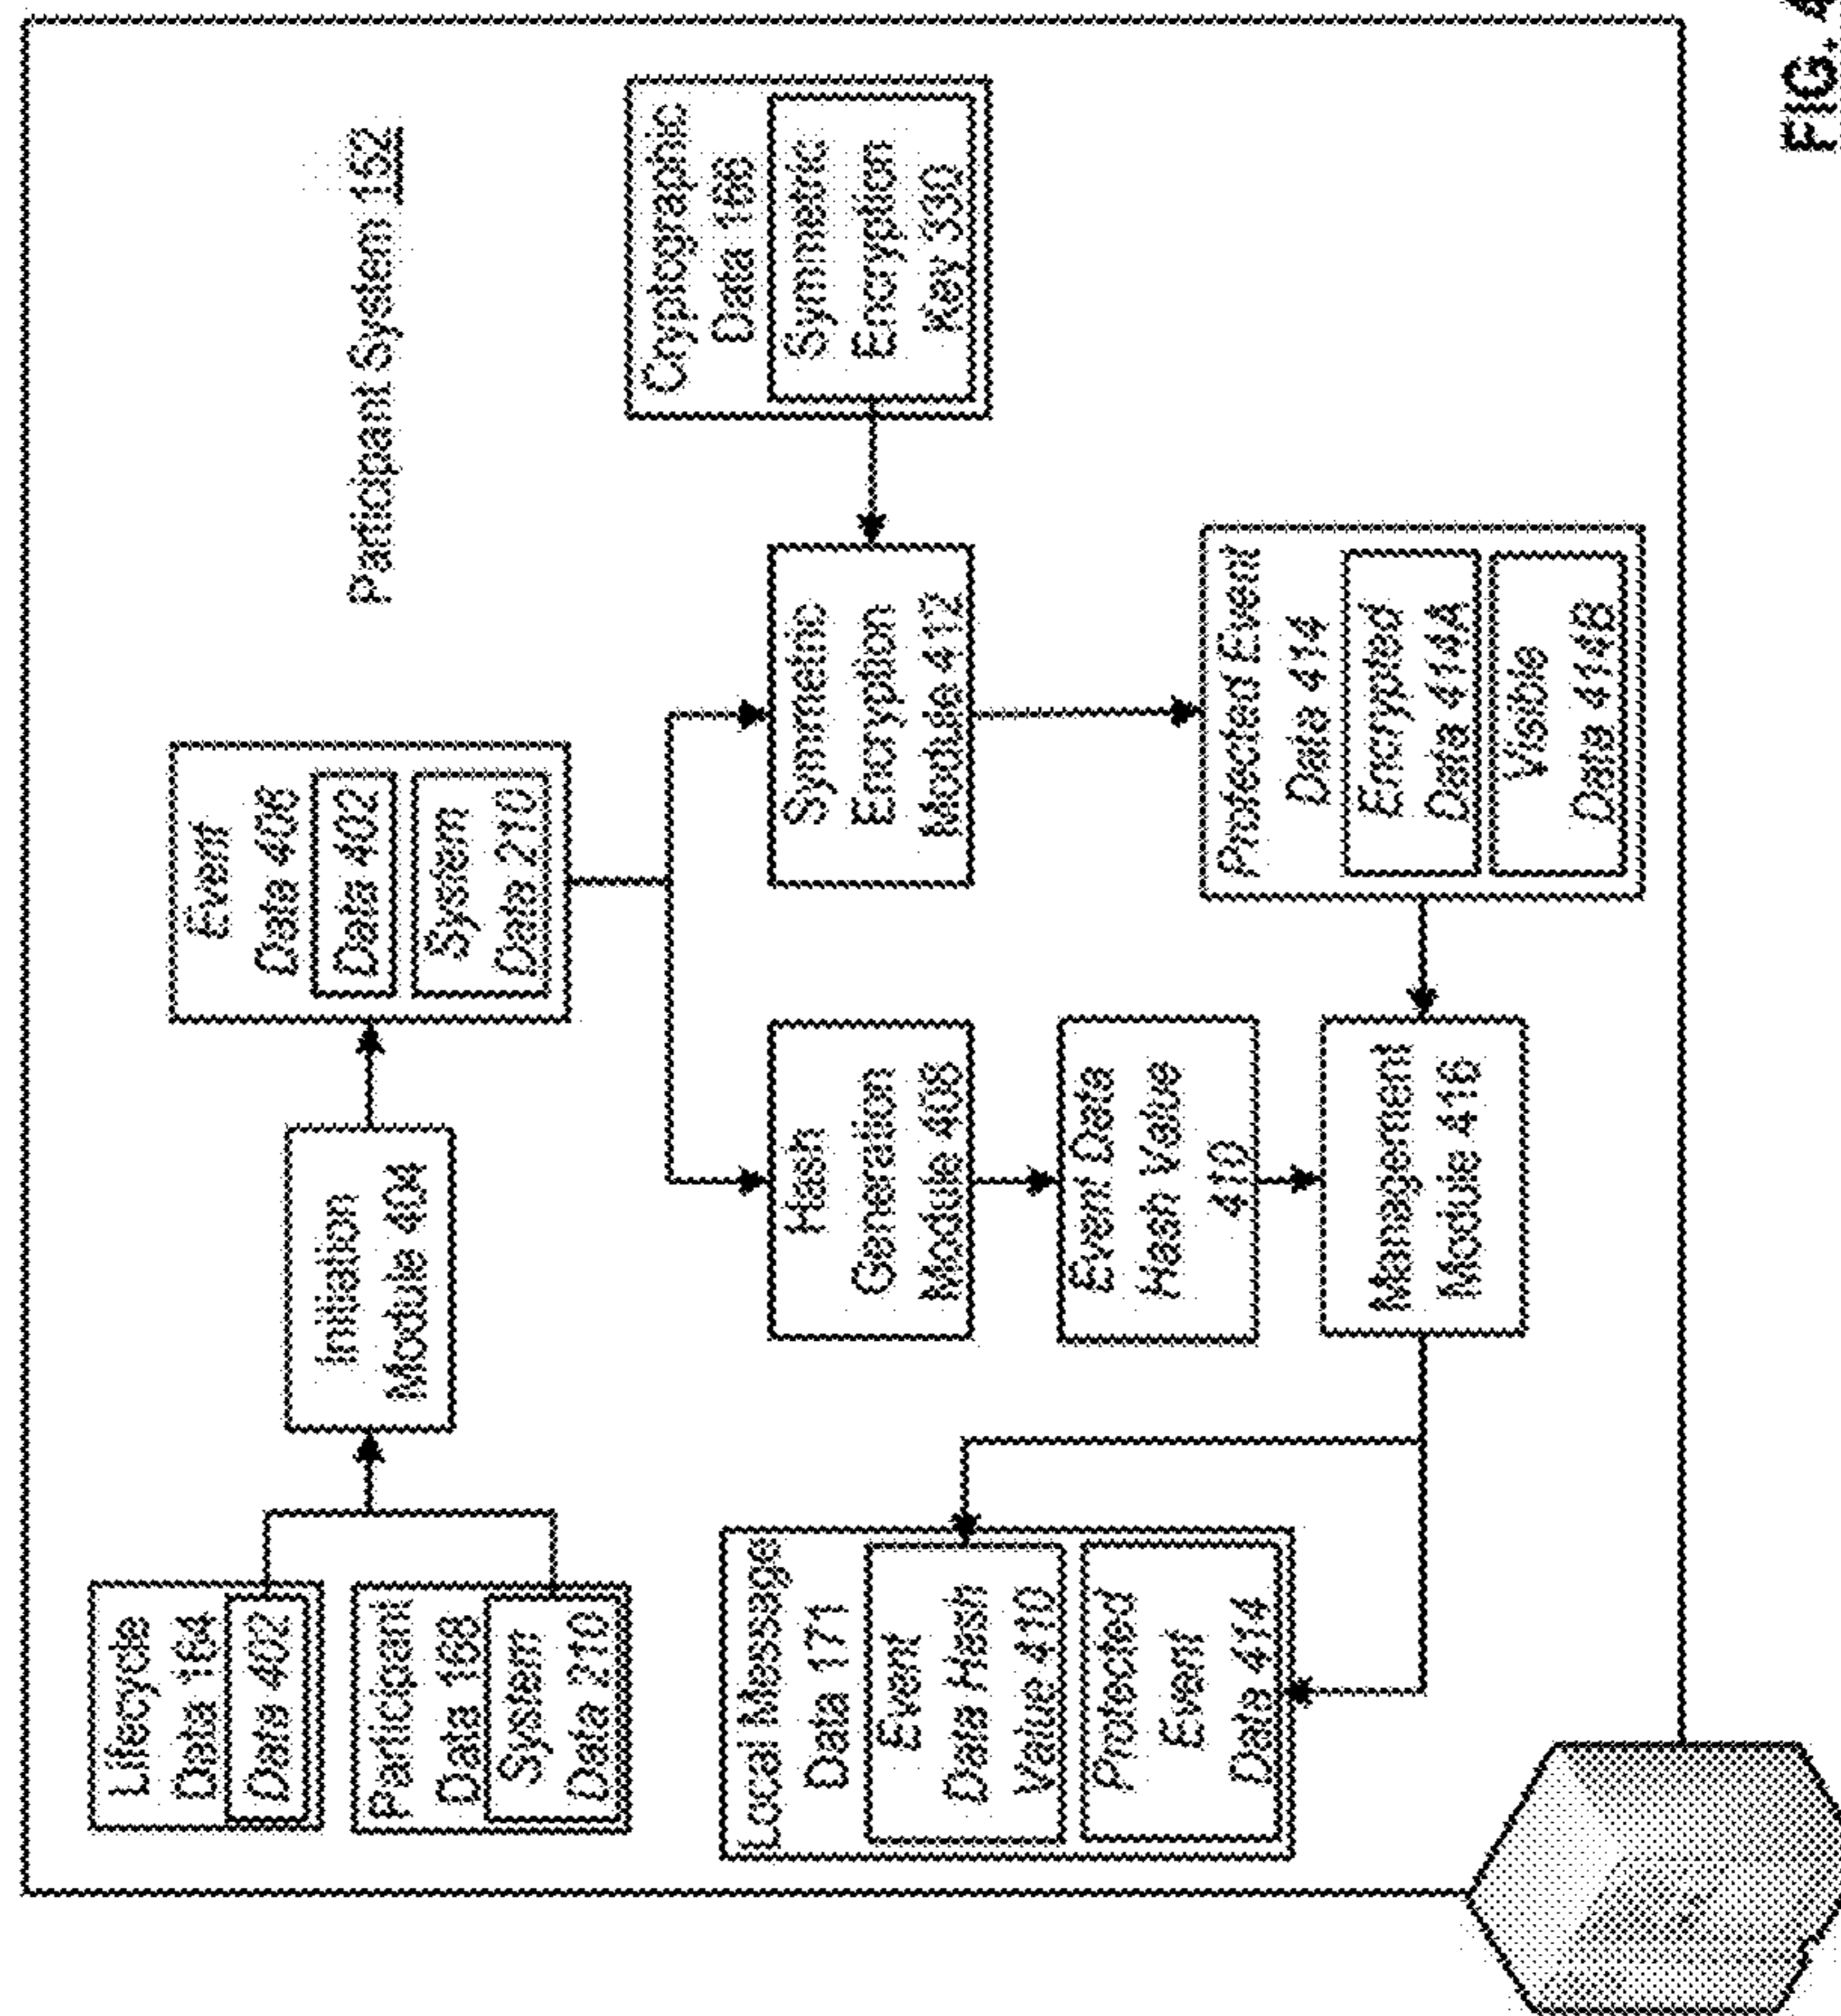 Lifecycle
Data 164
Data 402
Participant
Data 168
System
Data 210
Initiation
Module 404
Event
Data 406
Data 402
System
Data 210
Participant System
Cryptographic
Data 166
Symmetric
Encryption
Key 330
Hash
Generation
Module 408
Symmetric
Encryption
Module 412
Local Message
Data 171
Event
Data Hash
Value 410
Protected
Event
Data 414
Event Data
Hash Value
410
Management
Module 416
Protected Event
Data 414
Encrypted
Data 414A
Visible
Data 414B
FIG. 4